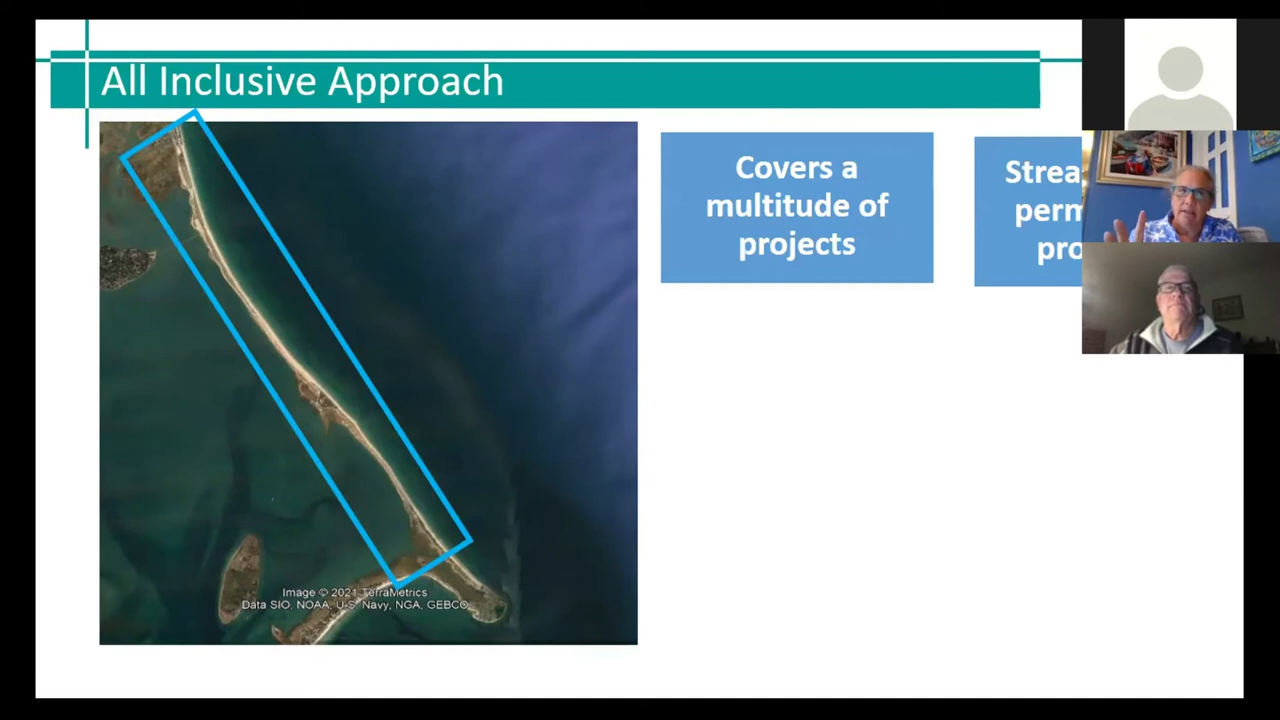 All Inclusive Approach
Covers a
multitude of
projects
Image © 2021 TerraMetrics
Data SIO, NOAA, U.S. Navy, NGA, GEBCO